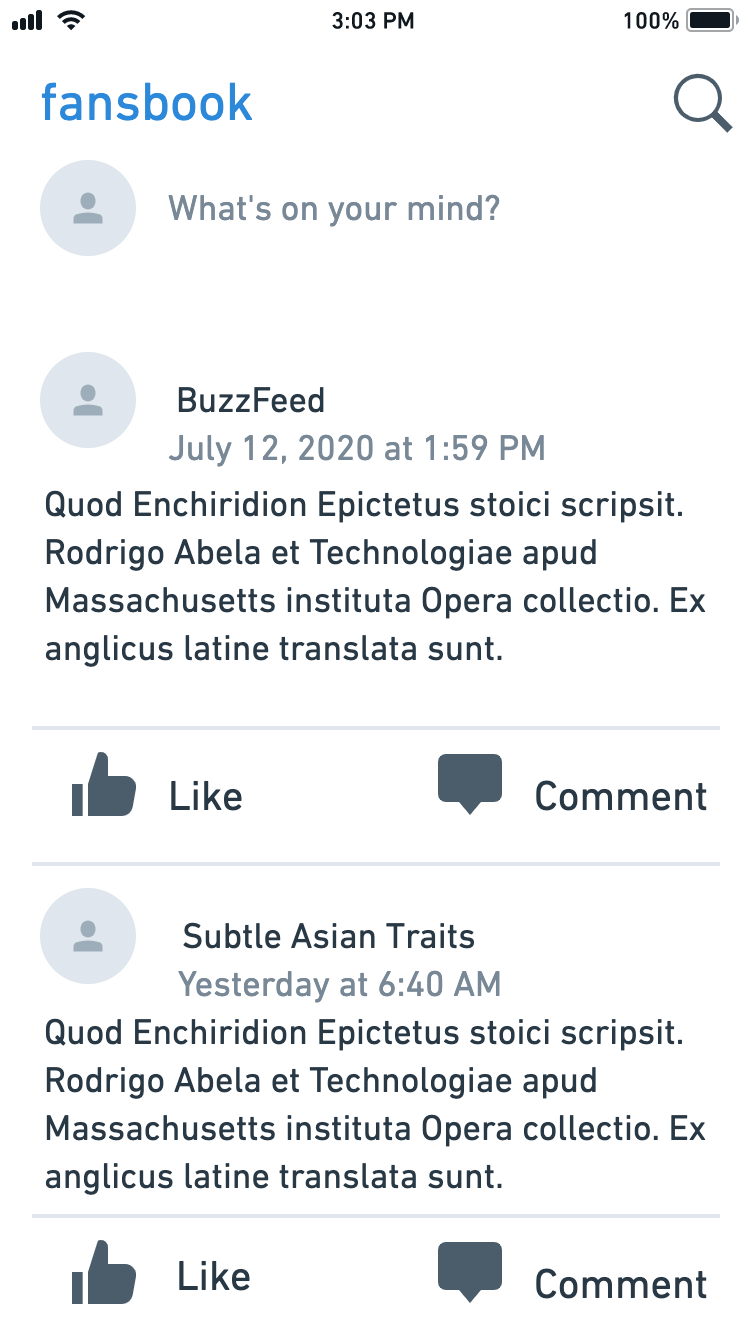 3:03 PM 100%
fansbook
What's on your mind?
BuzzFeed
July 12, 2020 at 1:59 PM
Quod Enchiridion Epictetus stoici scripsit.
Rodrigo Abela et Technologiae apud
Massachusetts instituta Opera collectio. Ex
anglicus latine translata sunt.
Like Comment
Subtle Asian Traits
Yesterday at 6:40 AM
Quod Enchiridion Epictetus stoici scripsit.
Rodrigo Abela et Technologiae apud
Massachusetts instituta Opera collectio. Ex
anglicus latine translata sunt.
Like Comment